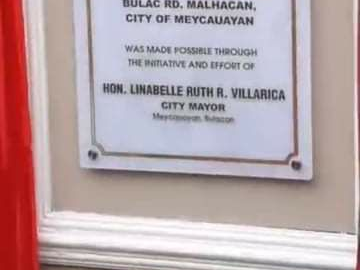 BULAC RD. MALHACAN,
CITY OF MEYCAUAYAN
WAS MADE POSSIBLE THROUGH
THE INITIATIVE AND EFFORT OF
HON. LINABELLE RUTH R. VILLARICA
CITY MAYOR
Meycauayan, Bulacan